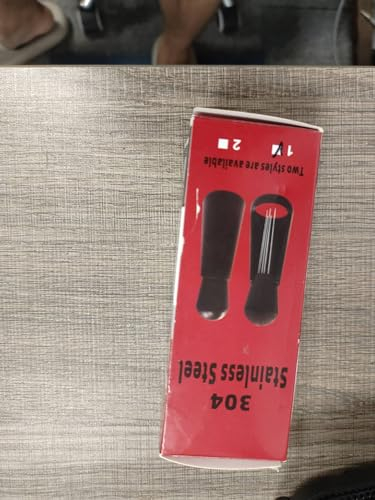 304
Stainless Steel
Two styles are available
1 2